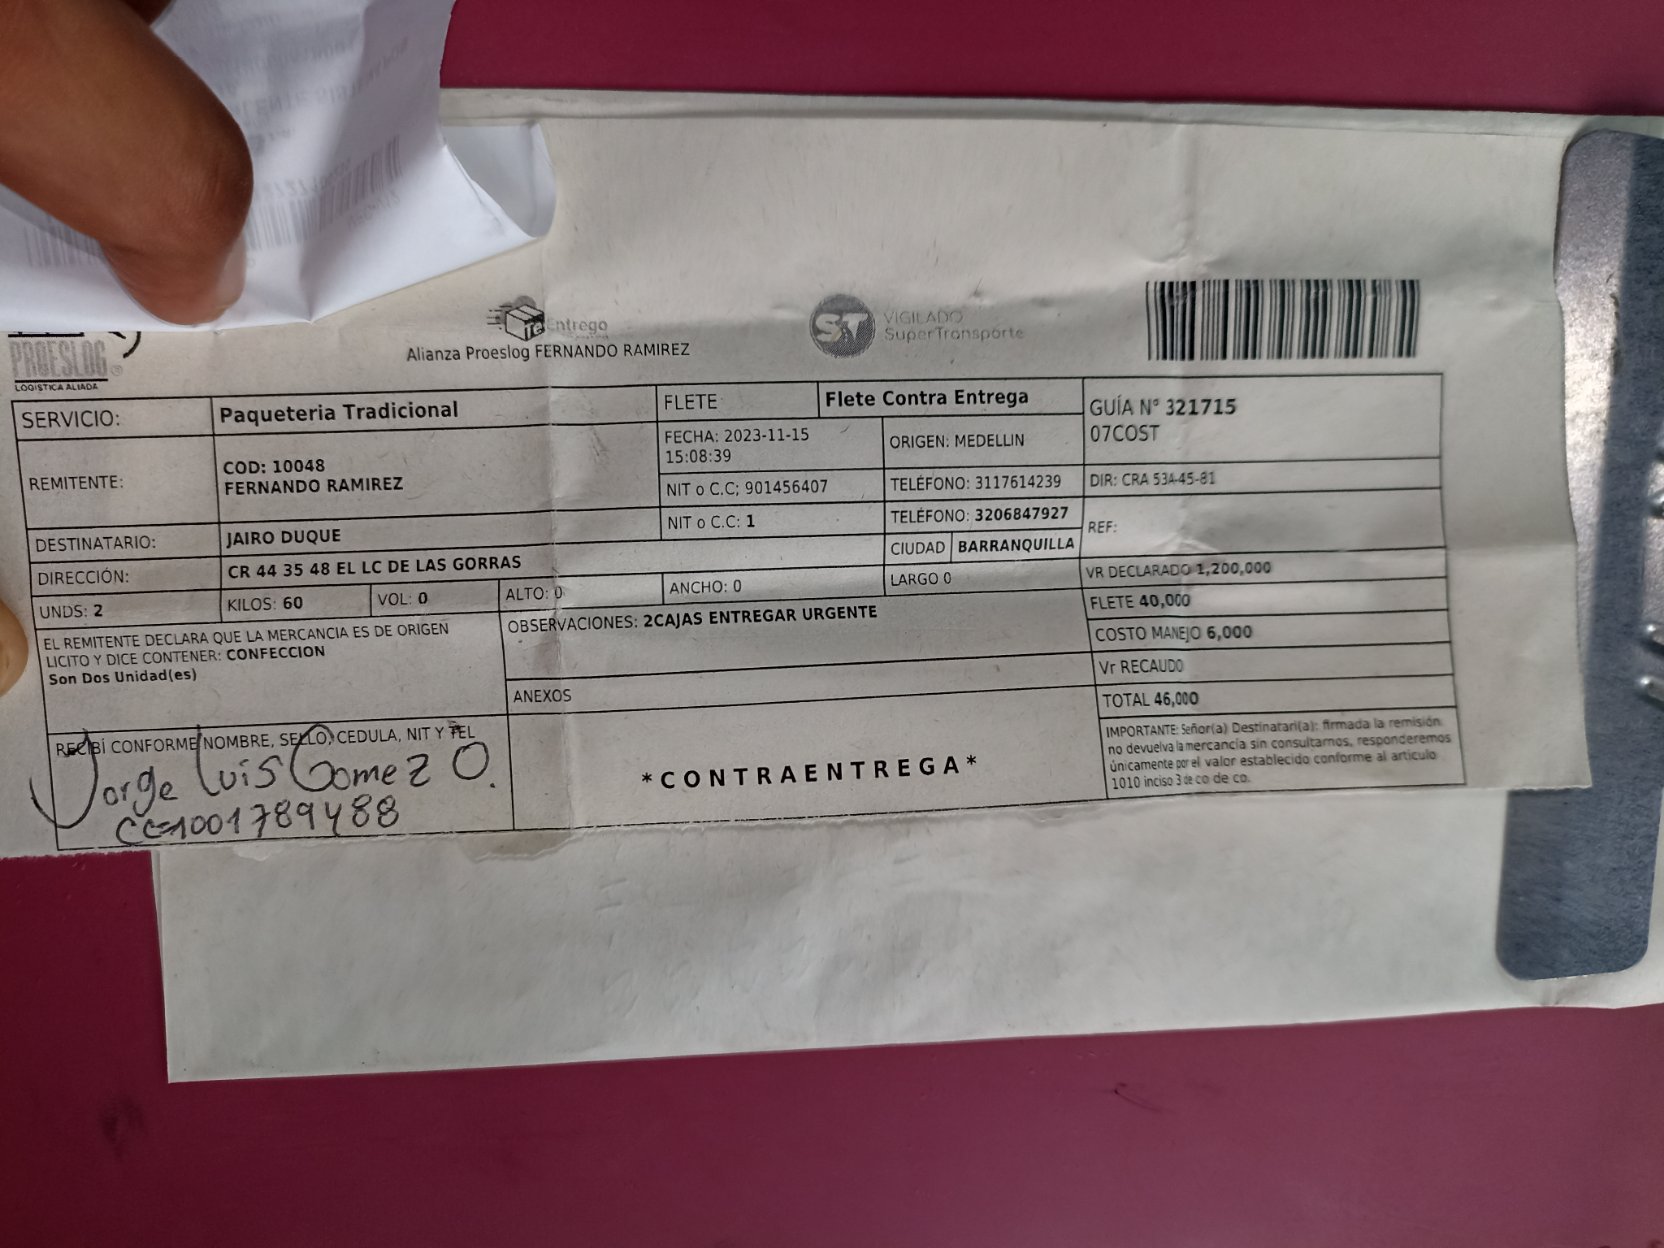 PROESLOG
LOGÍSTICA ALIADA
TE Entrego
Alianza Proeslog FERNANDO RAMIREZ
ST VIGILADO
SuperTransporte
SERVICIO: Paqueteria Tradicional FLETE Flete Contra Entrega
GUÍA N° 321715
07COST
REMITENTE: COD: 10048
FERNANDO RAMIREZ
FECHA: 2023-11-15
15:08:39
ORIGEN: MEDELLIN
NIT o C.C; 901456407 TELÉFONO: 3117614239 DIR: CRA 53A-45-81
DESTINATARIO: JAIRO DUQUE NIT o C.C: 1 TELÉFONO: 3206847927 REF:
DIRECCIÓN: CR 44 35 48 EL LC DE LAS GORRAS CIUDAD BARRANQUILLA
UNDS: 2 KILOS: 60 VOL: 0 ALTO: 0 ANCHO: 0 LARGO 0 VR DECLARADO 1,200,000
EL REMITENTE DECLARA QUE LA MERCANCIA ES DE ORIGEN
LICITO Y DICE CONTENER: CONFECCION
Son Dos Unidad(es)
OBSERVACIONES: 2CAJAS ENTREGAR URGENTE
ANEXOS
FLETE 40,000
COSTO MANEJO 6,000
Vr RECAUDO
TOTAL 46,000
RECIBÍ CONFORME NOMBRE, SELLO, CEDULA, NIT Y TEL
Jorge Luis Gomez O.
CC=1001789488
*CONTRAENTREGA*
IMPORTANTE: Señor(a) Destinatari(a): firmada la remisión
no devuelva la mercancia sin consultarnos, responderemos
únicamente por el valor establecido conforme al articulo
1010 inciso 3 de co de co.